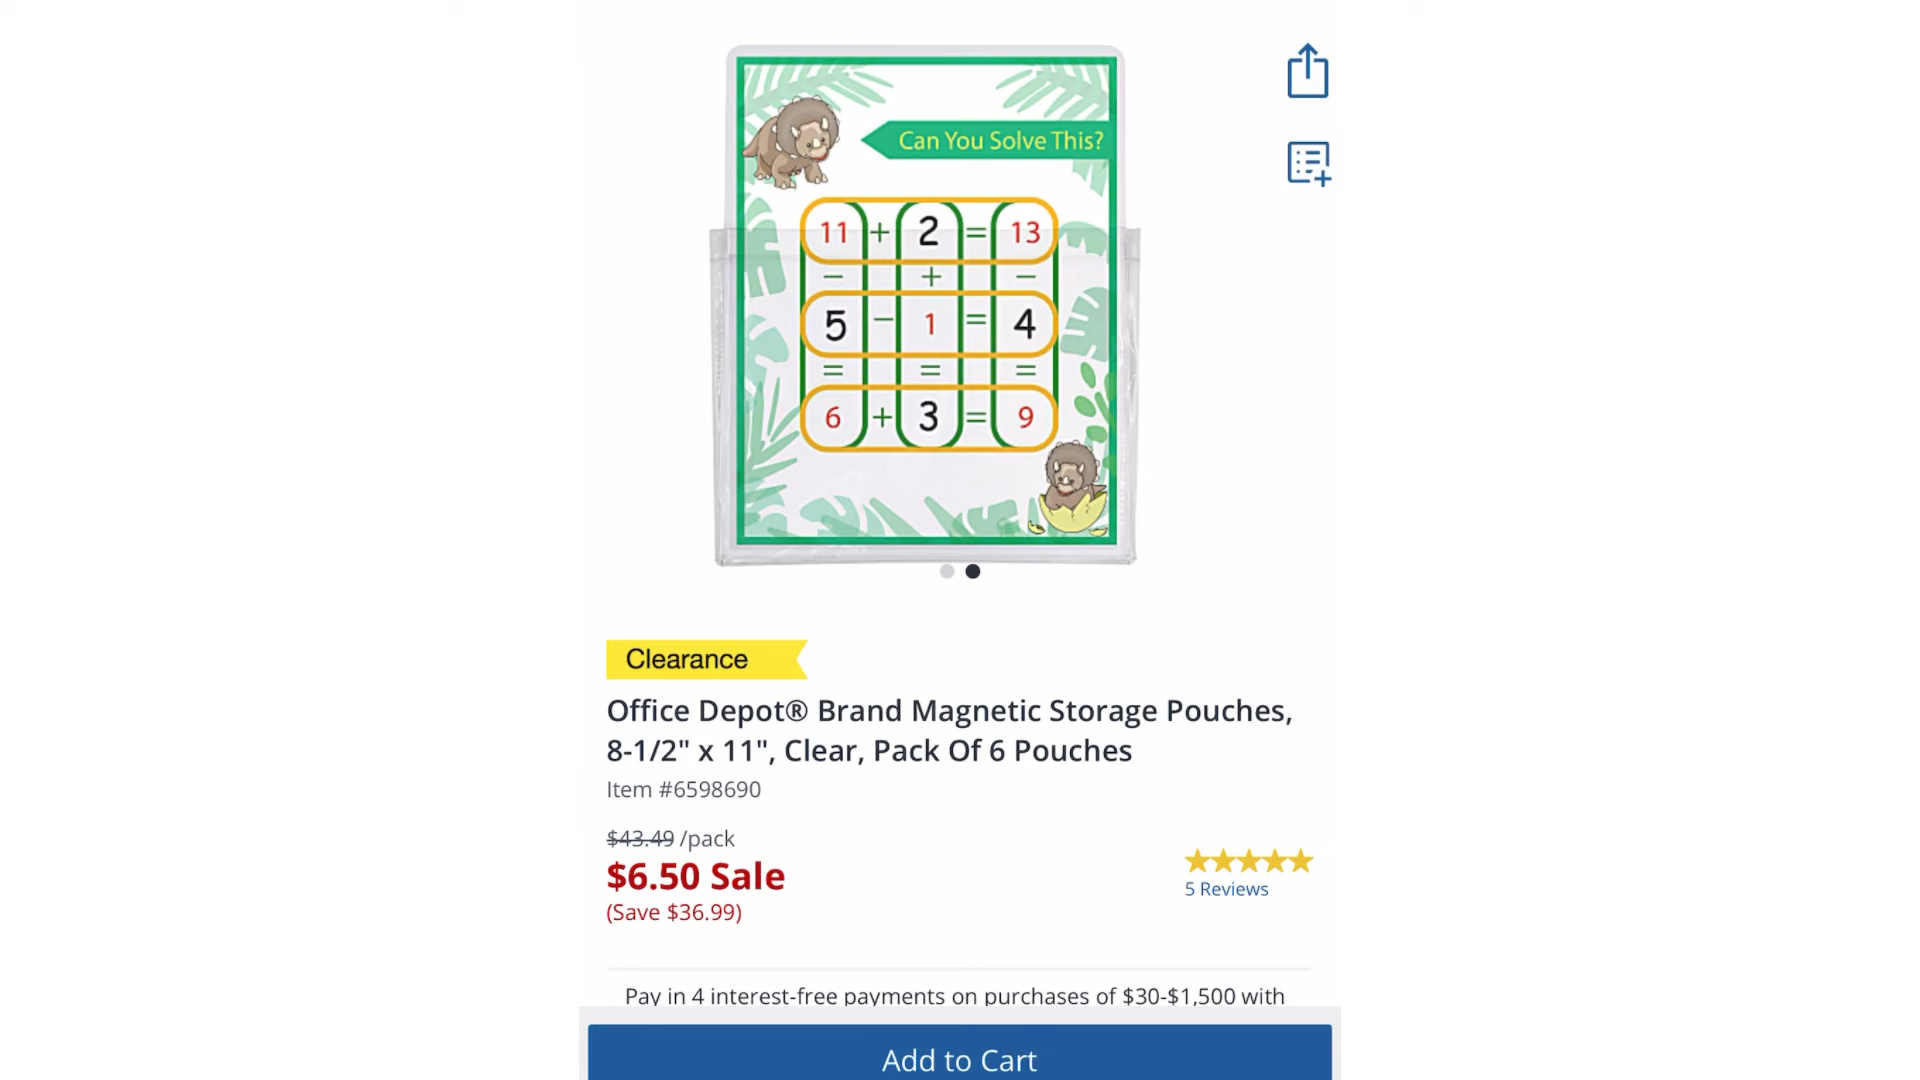 Can You Solve This?
11 + 2 = 13
− + −
5 − 1 = 4
= = =
6 + 3 = 9
Clearance
Office Depot® Brand Magnetic Storage Pouches,
8-1/2" x 11", Clear, Pack Of 6 Pouches
Item #6598690
$43.49 /pack
$6.50 Sale
(Save $36.99)
5 Reviews
Pay in 4 interest-free payments on purchases of $30-$1,500 with
Add to Cart